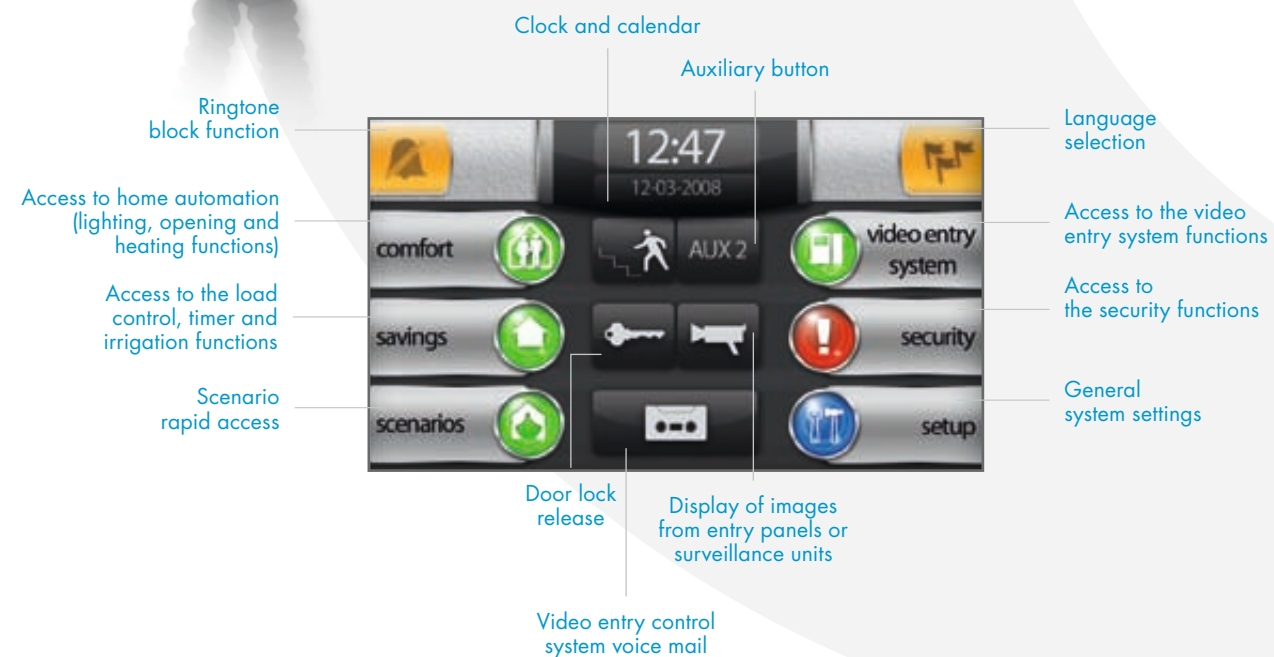 Clock and calendar
Auxiliary button
Ringtone
block function
Language
selection
12:47
12-03-2008
Access to home automation
(lighting, opening and
heating functions)
Access to the video
entry system functions
comfort
AUX 2
video entry
system
Access to the load
control, timer and
irrigation functions
Access to
the security functions
savings
security
Scenario
rapid access
General
system settings
scenarios
setup
Door lock
release
Display of images
from entry panels or
surveillance units
Video entry control
system voice mail